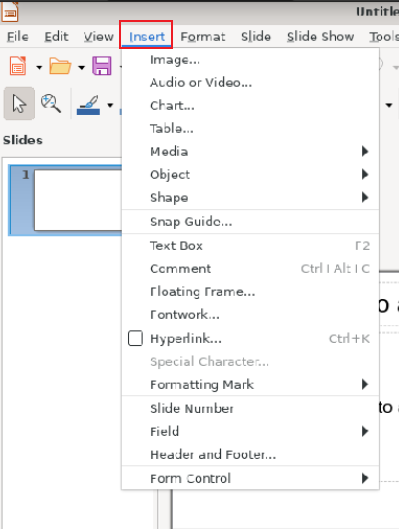 Untitle
File Edit View Insert Format Slide Slide Show Tools
Image...
Audio or Video...
Chart...
Table...
Media
Object
Shape
Snap Guide...
Text Box F2
Comment Ctrl+Alt+C
Floating Frame...
Fontwork...
Hyperlink... Ctrl+K
Special Character...
Formatting Mark
Slide Number
Field
Header and Footer...
Form Control
Slides
1
to a